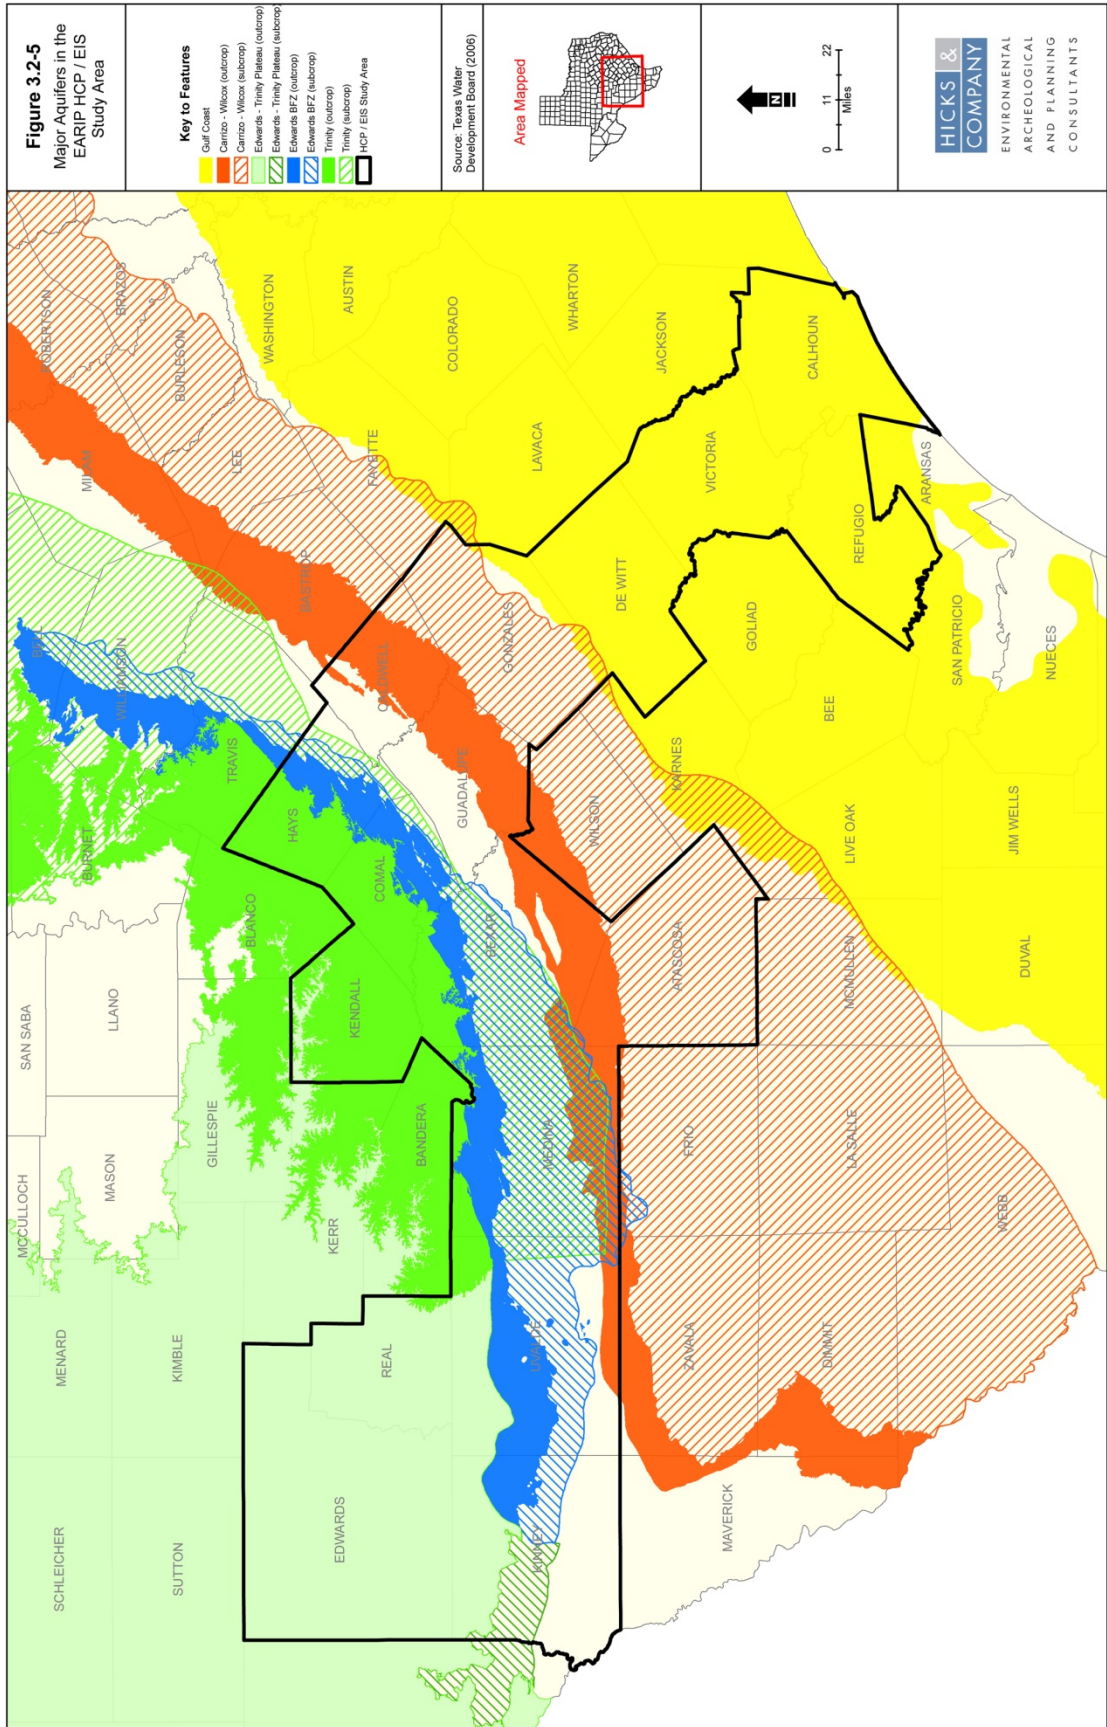 Figure 3.2-5
Major Aquifers in the
EARIP HCP / EIS
Study Area
Key to Features
Gulf Coast
Carrizo - Wilcox (outcrop)
Carrizo - Wilcox (subcrop)
Edwards - Trinity Plateau (outcrop)
Edwards - Trinity Plateau (subcrop)
Edwards BFZ (outcrop)
Edwards BFZ (subcrop)
Trinity (outcrop)
Trinity (subcrop)
HCP / EIS Study Area
Source: Texas Water
Development Board (2006)
Area Mapped
N
0 11 22
Miles
HICKS &
COMPANY
ENVIRONMENTAL
ARCHEOLOGICAL
AND PLANNING
CONSULTANTS
SCHLEICHER
MENARD
MCCULLOCH
SAN SABA
MASON
LLANO
BURNET
BELL
MILAM
ROBERTSON
BRAZOS
SUTTON
KIMBLE
GILLESPIE
BLANCO
TRAVIS
WILLIAMSON
LEE
BURLESON
WASHINGTON
EDWARDS
REAL
KERR
KENDALL
HAYS
COMAL
BANDERA
BASTROP
FAYETTE
AUSTIN
COLORADO
CALDWELL
GUADALUPE
GONZALES
LAVACA
WHARTON
KINNEY
UVALDE
MEDINA
BEXAR
WILSON
DE WITT
JACKSON
VICTORIA
MAVERICK
ZAVALA
FRIO
ATASCOSA
KARNES
GOLIAD
CALHOUN
REFUGIO
ARANSAS
DIMMIT
LA SALLE
MCMULLEN
LIVE OAK
BEE
SAN PATRICIO
NUECES
WEBB
DUVAL
JIM WELLS